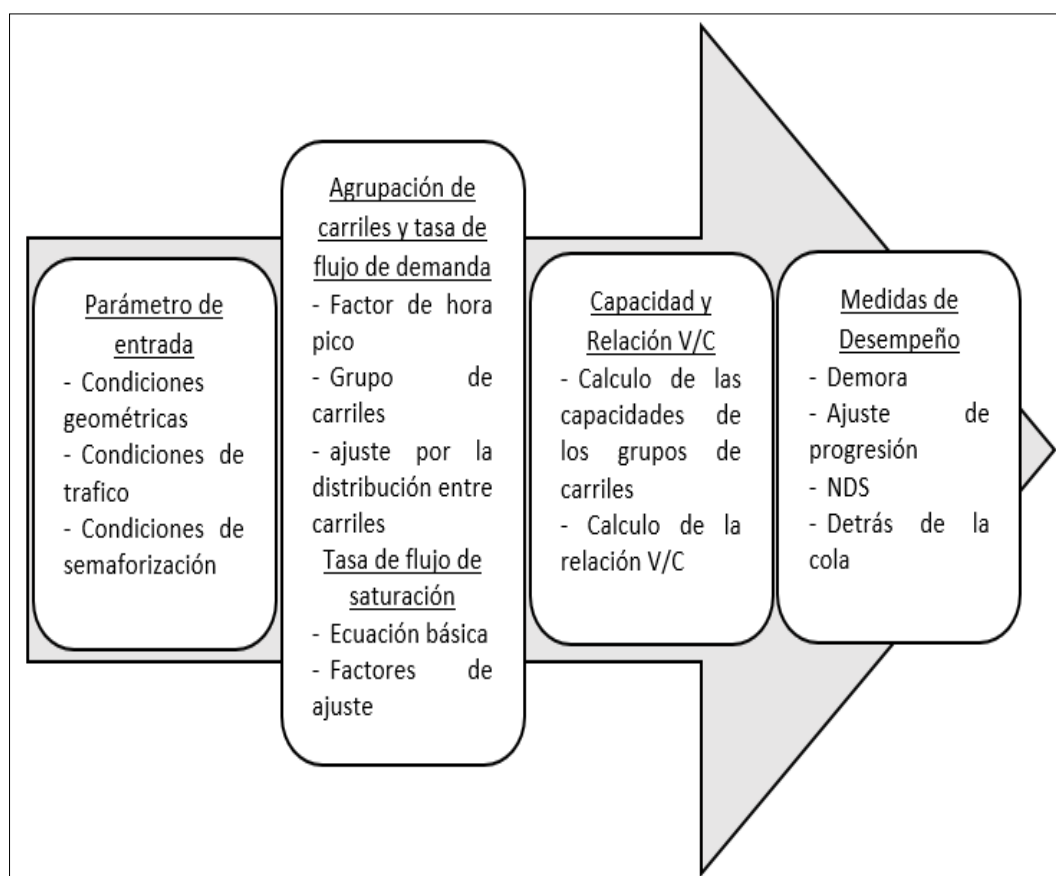 Parámetro de
entrada
- Condiciones
geométricas
- Condiciones de
trafico
- Condiciones de
semaforización
Agrupación de
carriles y tasa de
flujo de demanda
- Factor de hora
pico
- Grupo de
carriles
- ajuste por la
distribución entre
carriles
Tasa de flujo de
saturación
- Ecuación básica
- Factores de
ajuste
Capacidad y
Relación V/C
- Calculo de las
capacidades de
los grupos de
carriles
- Calculo de la
relación V/C
Medidas de
Desempeño
- Demora
- Ajuste de
progresión
- NDS
- Detrás de la
cola